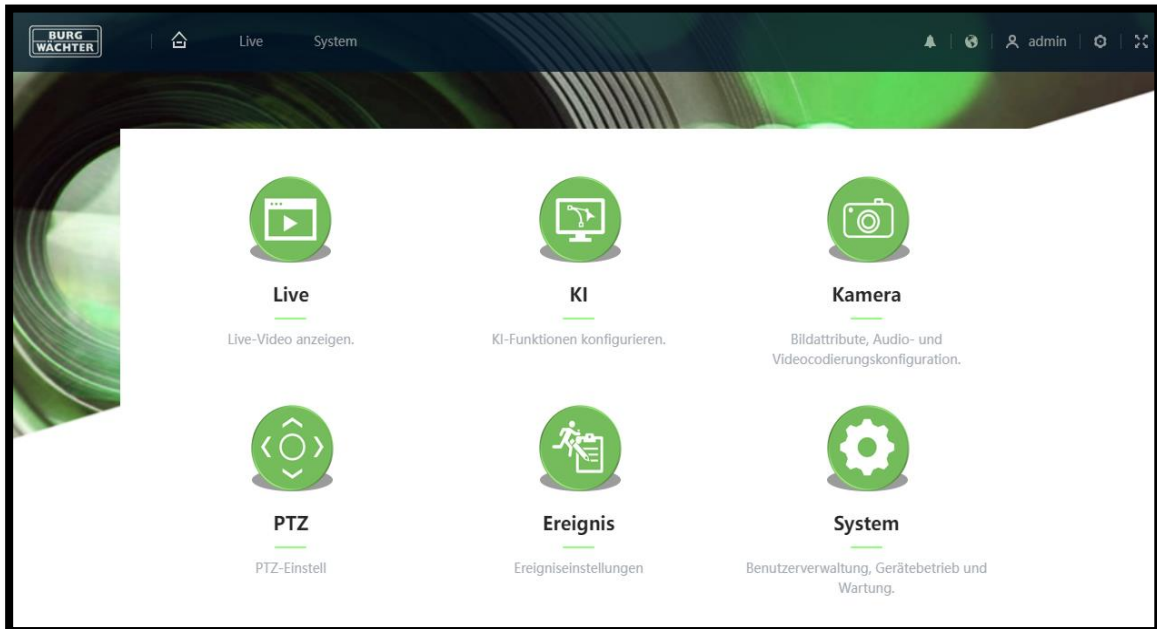 BURG
WÄCHTER
Live System admin
Live
Live-Video anzeigen.
KI
KI-Funktionen konfigurieren.
Kamera
Bildattribute, Audio- und
Videocodierungskonfiguration.
PTZ
PTZ-Einstell
Ereignis
Ereigniseinstellungen
System
Benutzerverwaltung, Gerätebetrieb und
Wartung.